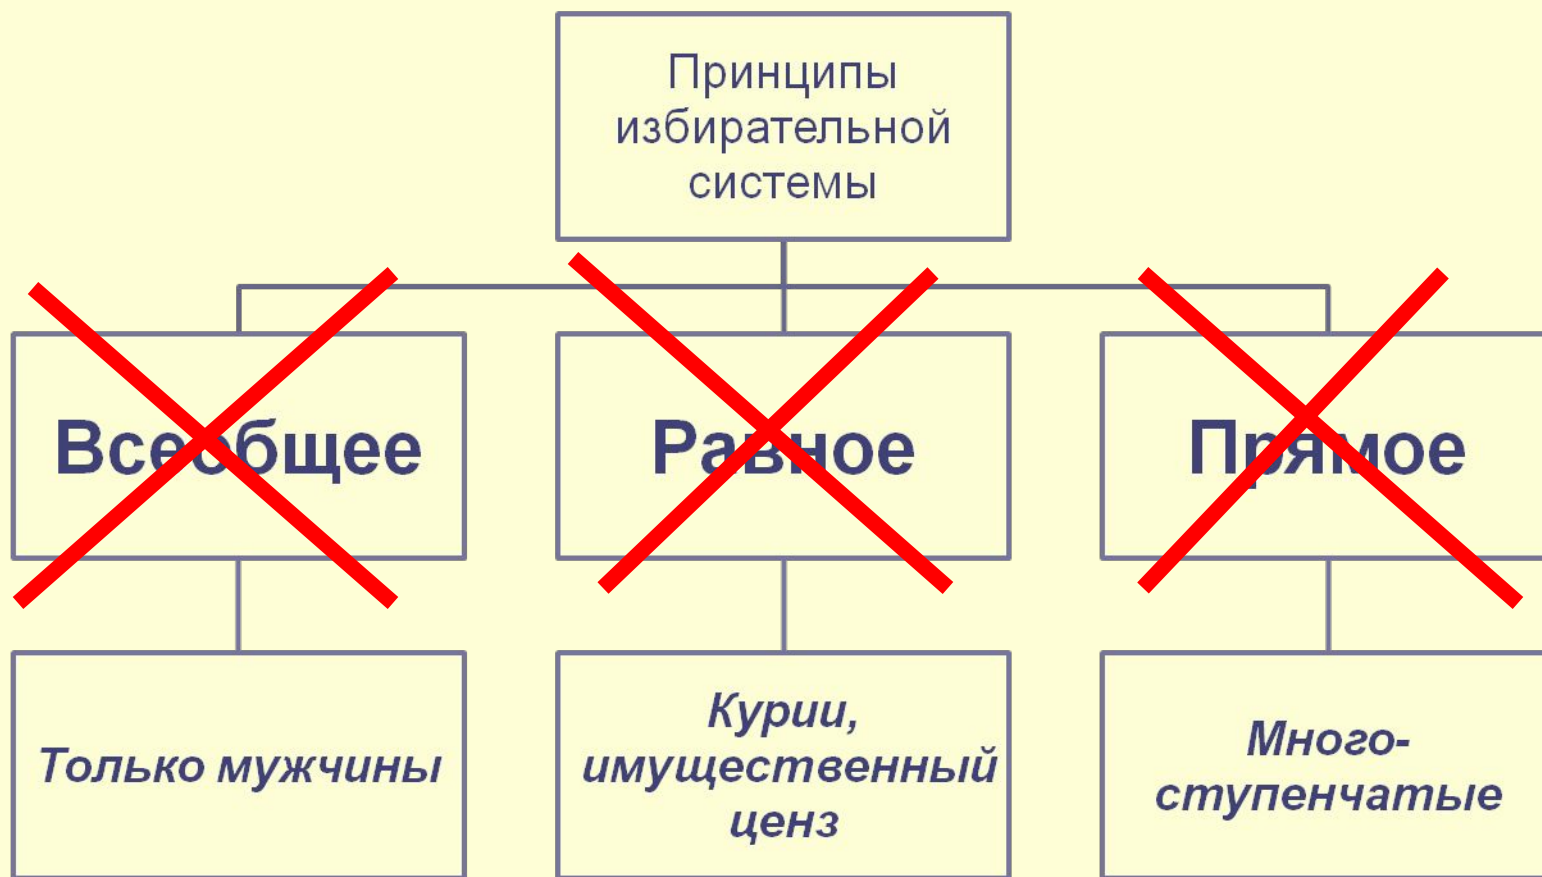 Принципы
избирательной
системы
Всеобщее
Равное
Прямое
Только мужчины
Курии,
имущественный
ценз
Много-
ступенчатые